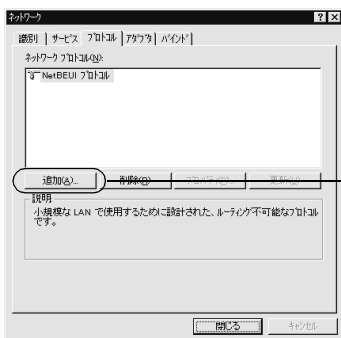 ネットワーク
識別 サービス プロトコル アダプタ バインド
ネットワーク プロトコル(N):
NetBEUI プロトコル
追加(A)... 削除(R) プロパティ(P)... 更新(U)
説明
小規模な LAN で使用するために設計された、ルーティング不可能なプロトコル
です。
閉じる キャンセル